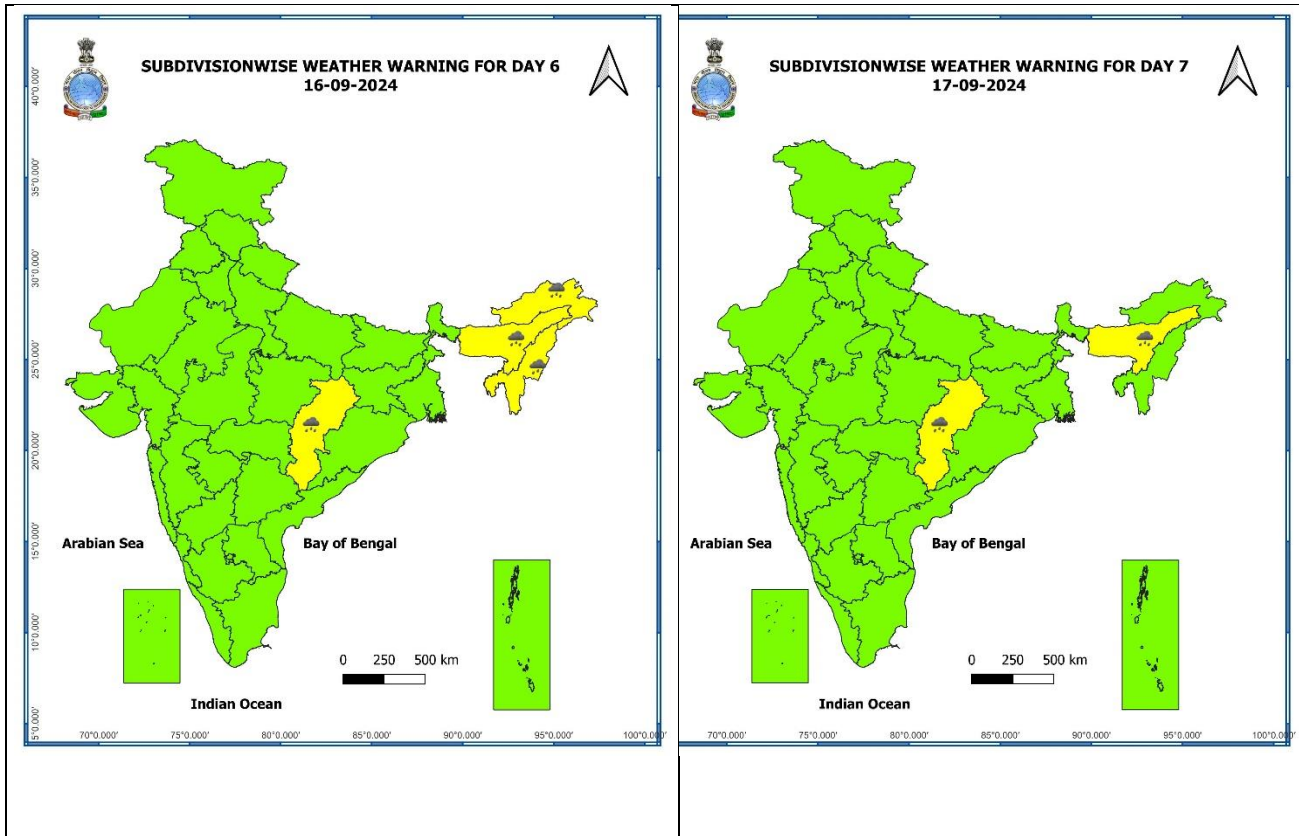 SUBDIVISIONWISE WEATHER WARNING FOR DAY 6
16-09-2024
40°0.000'
35°0.000'
30°0.000'
25°0.000'
20°0.000'
15°0.000'
10°0.000'
5°0.000'
Arabian Sea
Bay of Bengal
0 250 500 km
Indian Ocean
70°0.000' 75°0.000' 80°0.000' 85°0.000' 90°0.000' 95°0.000' 100°0.000'
SUBDIVISIONWISE WEATHER WARNING FOR DAY 7
17-09-2024
Arabian Sea
Bay of Bengal
0 250 500 km
Indian Ocean
70°0.000' 75°0.000' 80°0.000' 85°0.000' 90°0.000' 95°0.000' 100°0.000'